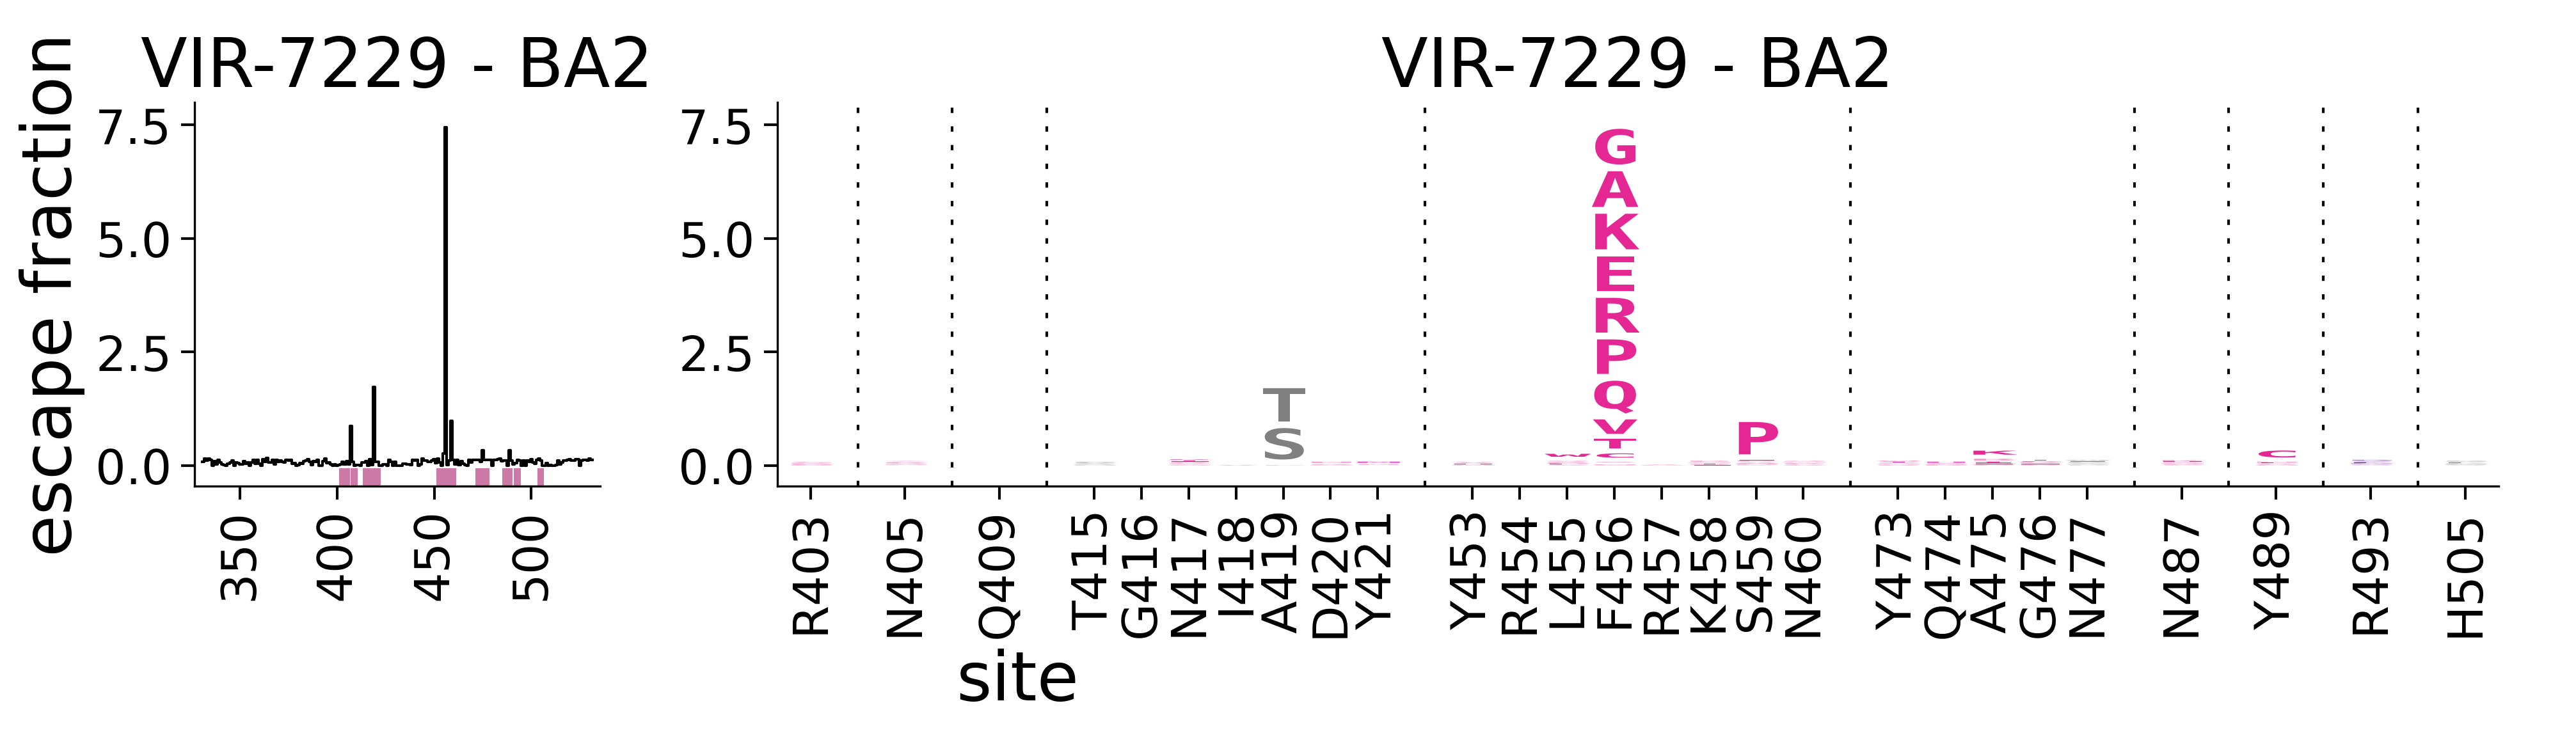 VIR-7229 - BA2
VIR-7229 - BA2
escape fraction
7.5
5.0
2.5
0.0
350
400
450
500
7.5
5.0
2.5
0.0
T
S
G
A
K
E
R
P
Q
Y
T
C
W
P
K
C
R403
N405
Q409
T415
G416
N417
I418
A419
D420
Y421
Y453
R454
L455
F456
R457
K458
S459
N460
Y473
Q474
A475
G476
N477
N487
Y489
R493
H505
site